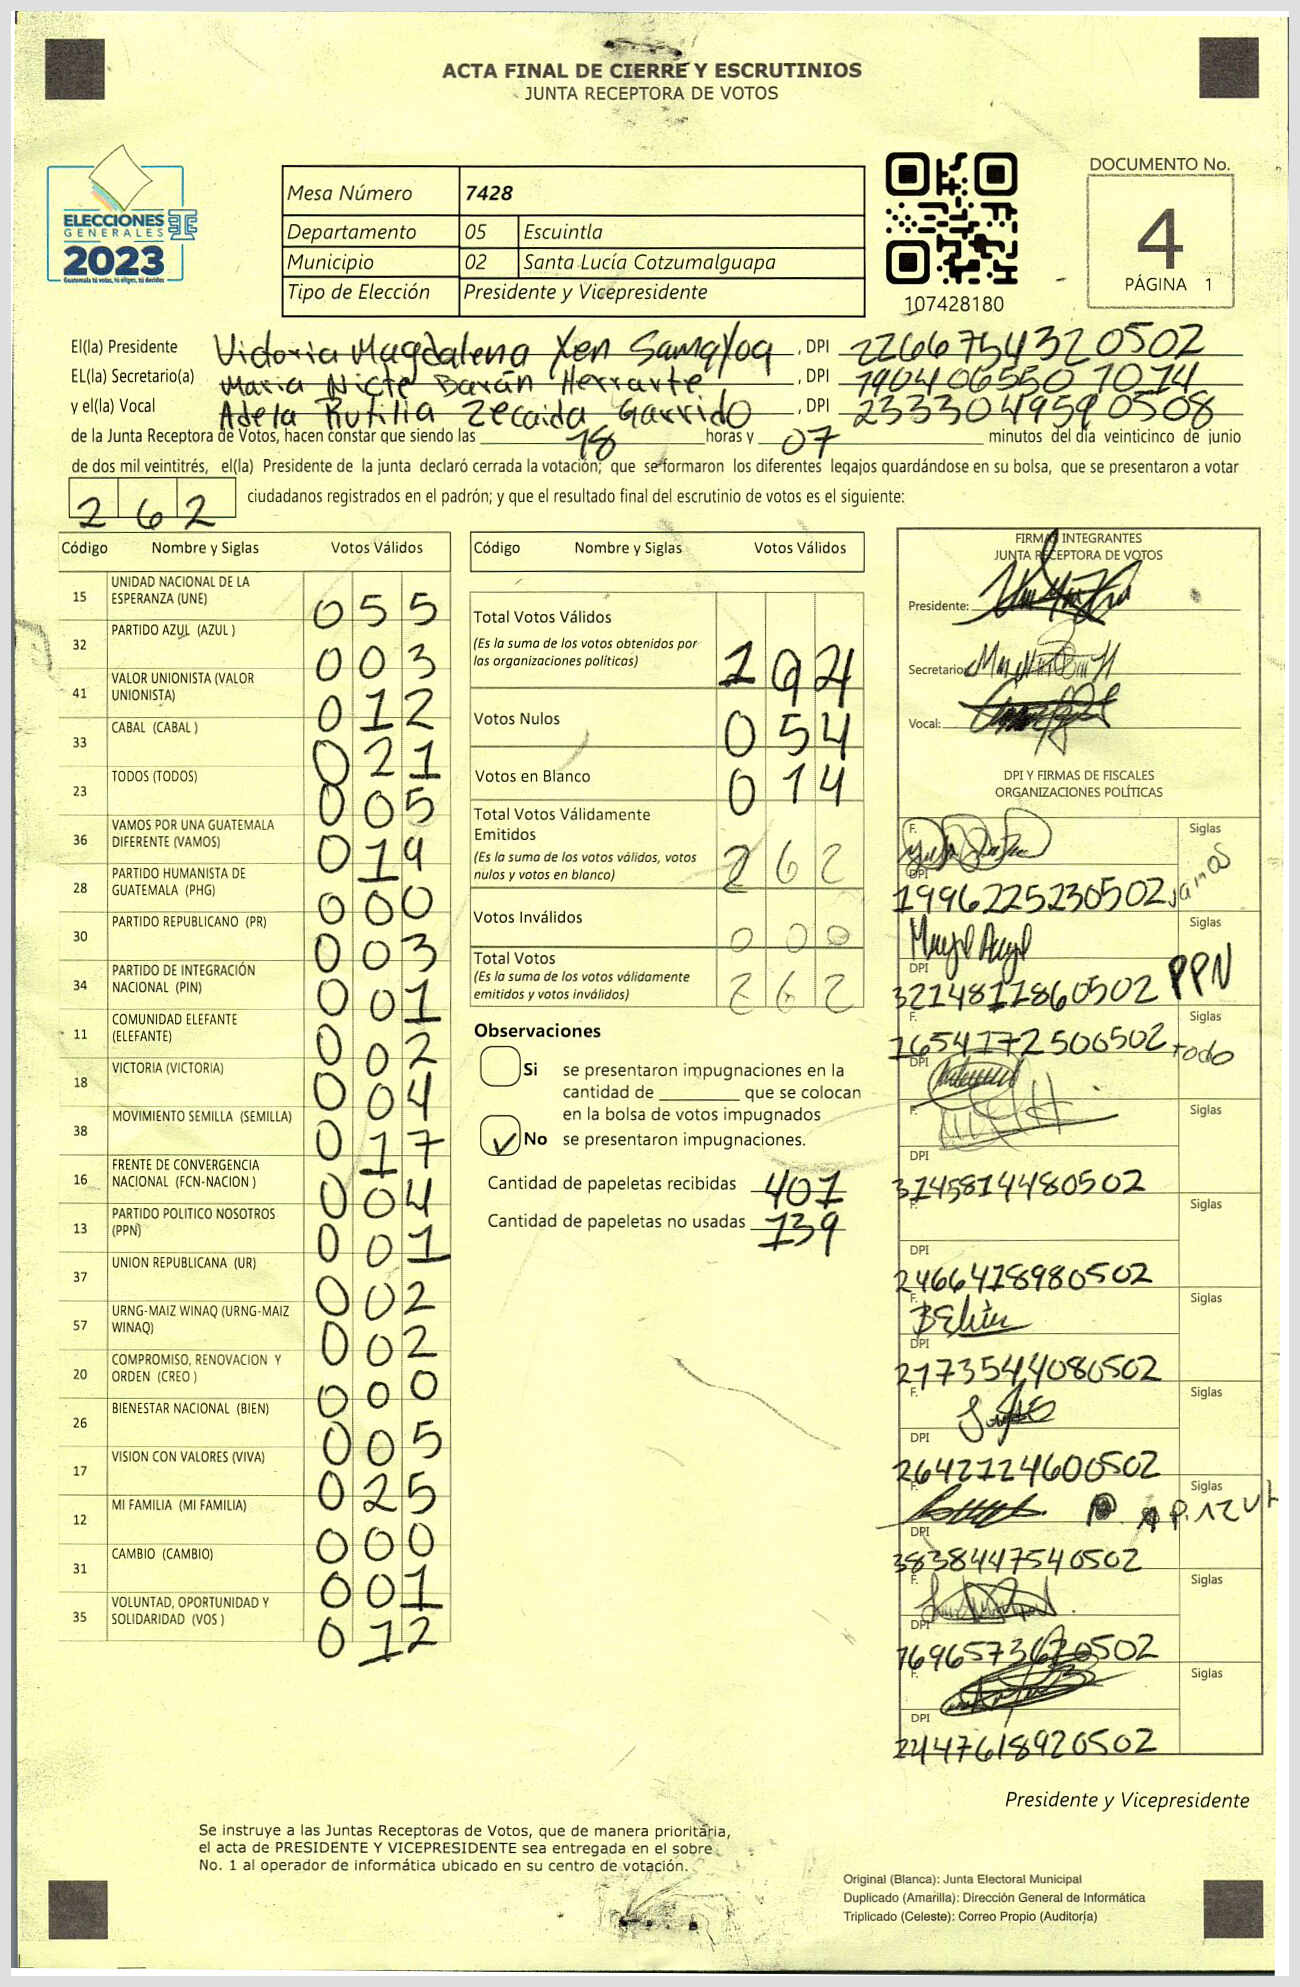 ACTA FINAL DE CIERRE Y ESCRUTINIOS
JUNTA RECEPTORA DE VOTOS
ELECCIONES
GENERALES
2023
Guatemala tú votas, tú eliges, tú decides
Mesa Número 7428
Departamento 05 Escuintla
Municipio 02 Santa Lucía Cotzumalguapa
Tipo de Elección Presidente y Vicepresidente
107428180
DOCUMENTO No.
4
PÁGINA 1
El(la) Presidente Victoria Magdalena Xen Samayoa, DPI 2266754320502
EL(la) Secretario(a) Maria Nicte Barán Herrarte, DPI 1904065501014
y el(la) Vocal Adela Rutilia Zecaida Garrido, DPI 2333049590508
de la Junta Receptora de Votos, hacen constar que siendo las 18 horas y 07 minutos del día veinticinco de junio
de dos mil veintitrés, el(la) Presidente de la junta declaró cerrada la votación; que se formaron los diferentes legajos guardándose en su bolsa, que se presentaron a votar
262 ciudadanos registrados en el padrón; y que el resultado final del escrutinio de votos es el siguiente:
Código Nombre y Siglas Votos Válidos
15 UNIDAD NACIONAL DE LA ESPERANZA (UNE) 055
32 PARTIDO AZUL (AZUL ) 003
41 VALOR UNIONISTA (VALOR UNIONISTA) 012
33 CABAL (CABAL ) 021
23 TODOS (TODOS) 005
36 VAMOS POR UNA GUATEMALA DIFERENTE (VAMOS) 019
28 PARTIDO HUMANISTA DE GUATEMALA (PHG) 000
30 PARTIDO REPUBLICANO (PR) 003
34 PARTIDO DE INTEGRACIÓN NACIONAL (PIN) 001
11 COMUNIDAD ELEFANTE (ELEFANTE) 002
18 VICTORIA (VICTORIA) 004
38 MOVIMIENTO SEMILLA (SEMILLA) 017
16 FRENTE DE CONVERGENCIA NACIONAL (FCN-NACION ) 004
13 PARTIDO POLITICO NOSOTROS (PPN) 001
37 UNION REPUBLICANA (UR) 002
57 URNG-MAIZ WINAQ (URNG-MAIZ WINAQ) 002
20 COMPROMISO, RENOVACION Y ORDEN (CREO ) 000
26 BIENESTAR NACIONAL (BIEN) 005
17 VISION CON VALORES (VIVA) 025
12 MI FAMILIA (MI FAMILIA) 000
31 CAMBIO (CAMBIO) 001
35 VOLUNTAD, OPORTUNIDAD Y SOLIDARIDAD (VOS ) 012
Código Nombre y Siglas Votos Válidos
Total Votos Válidos 194
(Es la suma de los votos obtenidos por
las organizaciones políticas)
Votos Nulos 054
Votos en Blanco 014
Total Votos Válidamente
Emitidos 262
(Es la suma de los votos válidos, votos
nulos y votos en blanco)
Votos Inválidos 000
Total Votos 262
(Es la suma de los votos válidamente
emitidos y votos inválidos)
Observaciones
Si se presentaron impugnaciones en la
cantidad de ________ que se colocan
en la bolsa de votos impugnados
No se presentaron impugnaciones.
Cantidad de papeletas recibidas 401
Cantidad de papeletas no usadas 139
FIRMAS INTEGRANTES
JUNTA RECEPTORA DE VOTOS
Presidente:
Secretario:
Vocal:
DPI Y FIRMAS DE FISCALES
ORGANIZACIONES POLÍTICAS
F. Siglas
DPI 1996225230502
Siglas
DPI 3214811860502 PPN
F. Siglas
1654172500502 Todo
DPI
F. Siglas
DPI 3145814480502
F. Siglas
DPI 2466418980502
F. Siglas
DPI 2773544080502
F. Siglas
DPI 2642124600502
F. Siglas
P. AZUL
DPI 3838447540502
F. Siglas
DPI 1696573670502
F. Siglas
DPI 2447618920502
Presidente y Vicepresidente
Se instruye a las Juntas Receptoras de Votos, que de manera prioritaria,
el acta de PRESIDENTE Y VICEPRESIDENTE sea entregada en el sobre
No. 1 al operador de informática ubicado en su centro de votación.
Original (Blanca): Junta Electoral Municipal
Duplicado (Amarilla): Dirección General de Informática
Triplicado (Celeste): Correo Propio (Auditoría)